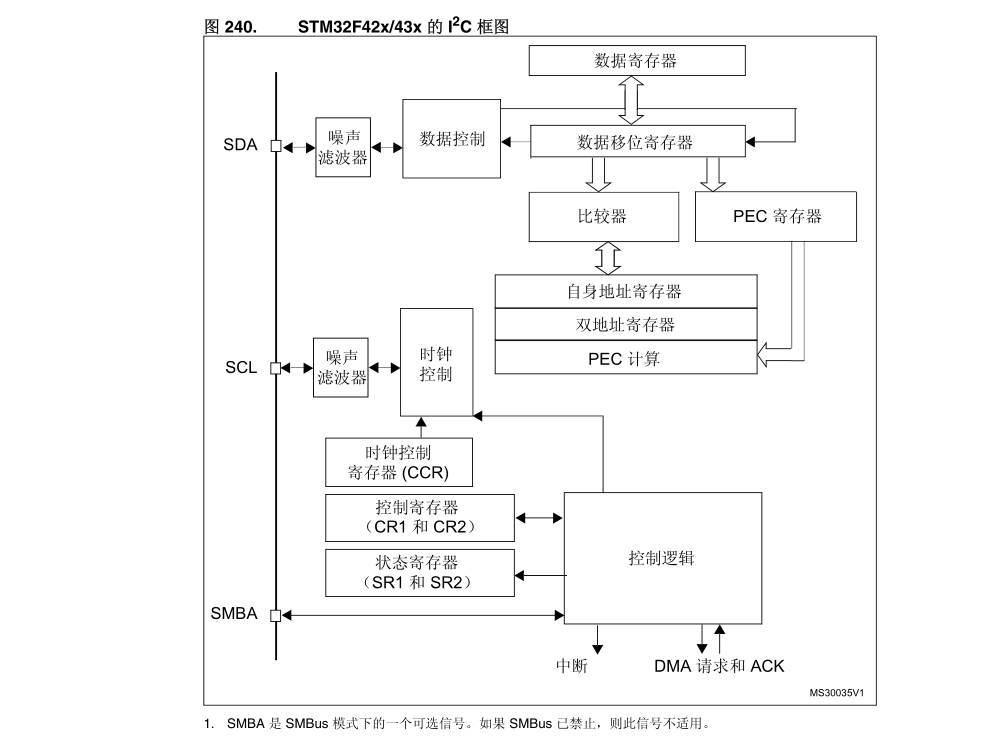 图 240. STM32F42x/43x 的 I²C 框图
数据寄存器
SDA
噪声
滤波器
数据控制
数据移位寄存器
比较器
PEC 寄存器
自身地址寄存器
双地址寄存器
PEC 计算
SCL
噪声
滤波器
时钟
控制
时钟控制
寄存器 (CCR)
控制寄存器
（CR1 和 CR2）
状态寄存器
（SR1 和 SR2）
控制逻辑
SMBA
中断
DMA 请求和 ACK
MS30035V1
1. SMBA 是 SMBus 模式下的一个可选信号。如果 SMBus 已禁止，则此信号不适用。